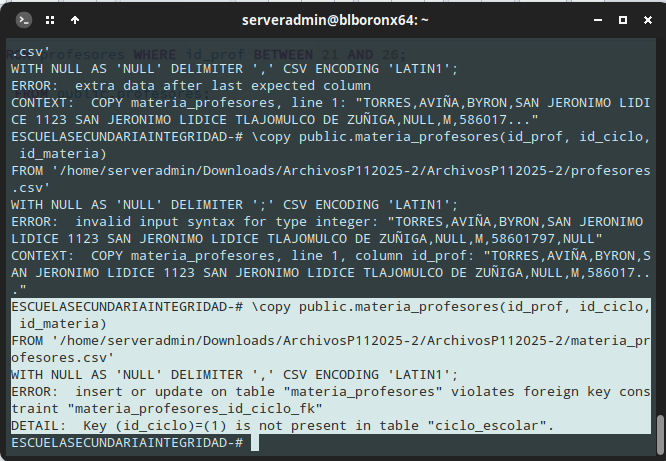 serveradmin@blboronx64: ~
.csv'
profesores WHERE id_prof BETWEEN 21 AND 26;
WITH NULL AS 'NULL' DELIMITER ',' CSV ENCODING 'LATIN1';
ERROR:  extra data after last expected column
CONTEXT:  COPY materia_profesores, line 1: "TORRES,AVIÑA,BYRON,SAN JERONIMO LIDI
CE 1123 SAN JERONIMO LIDICE TLAJOMULCO DE ZUÑIGA,NULL,M,586017..."
ESCUELASECUNDARIAINTEGRIDAD-# \copy public.materia_profesores(id_prof, id_ciclo,
 id_materia)
FROM '/home/serveradmin/Downloads/ArchivosP112025-2/ArchivosP112025-2/profesores
.csv'
WITH NULL AS 'NULL' DELIMITER ';' CSV ENCODING 'LATIN1';
ERROR:  invalid input syntax for type integer: "TORRES,AVIÑA,BYRON,SAN JERONIMO
LIDICE 1123 SAN JERONIMO LIDICE TLAJOMULCO DE ZUÑIGA,NULL,M,58601797,NULL"
CONTEXT:  COPY materia_profesores, line 1, column id_prof: "TORRES,AVIÑA,BYRON,S
AN JERONIMO LIDICE 1123 SAN JERONIMO LIDICE TLAJOMULCO DE ZUÑIGA,NULL,M,586017..
."
ESCUELASECUNDARIAINTEGRIDAD-# \copy public.materia_profesores(id_prof, id_ciclo,
 id_materia)
FROM '/home/serveradmin/Downloads/ArchivosP112025-2/ArchivosP112025-2/materia_pr
ofesores.csv'
WITH NULL AS 'NULL' DELIMITER ',' CSV ENCODING 'LATIN1';
ERROR:  insert or update on table "materia_profesores" violates foreign key cons
traint "materia_profesores_id_ciclo_fk"
DETAIL:  Key (id_ciclo)=(1) is not present in table "ciclo_escolar".
ESCUELASECUNDARIAINTEGRIDAD-#